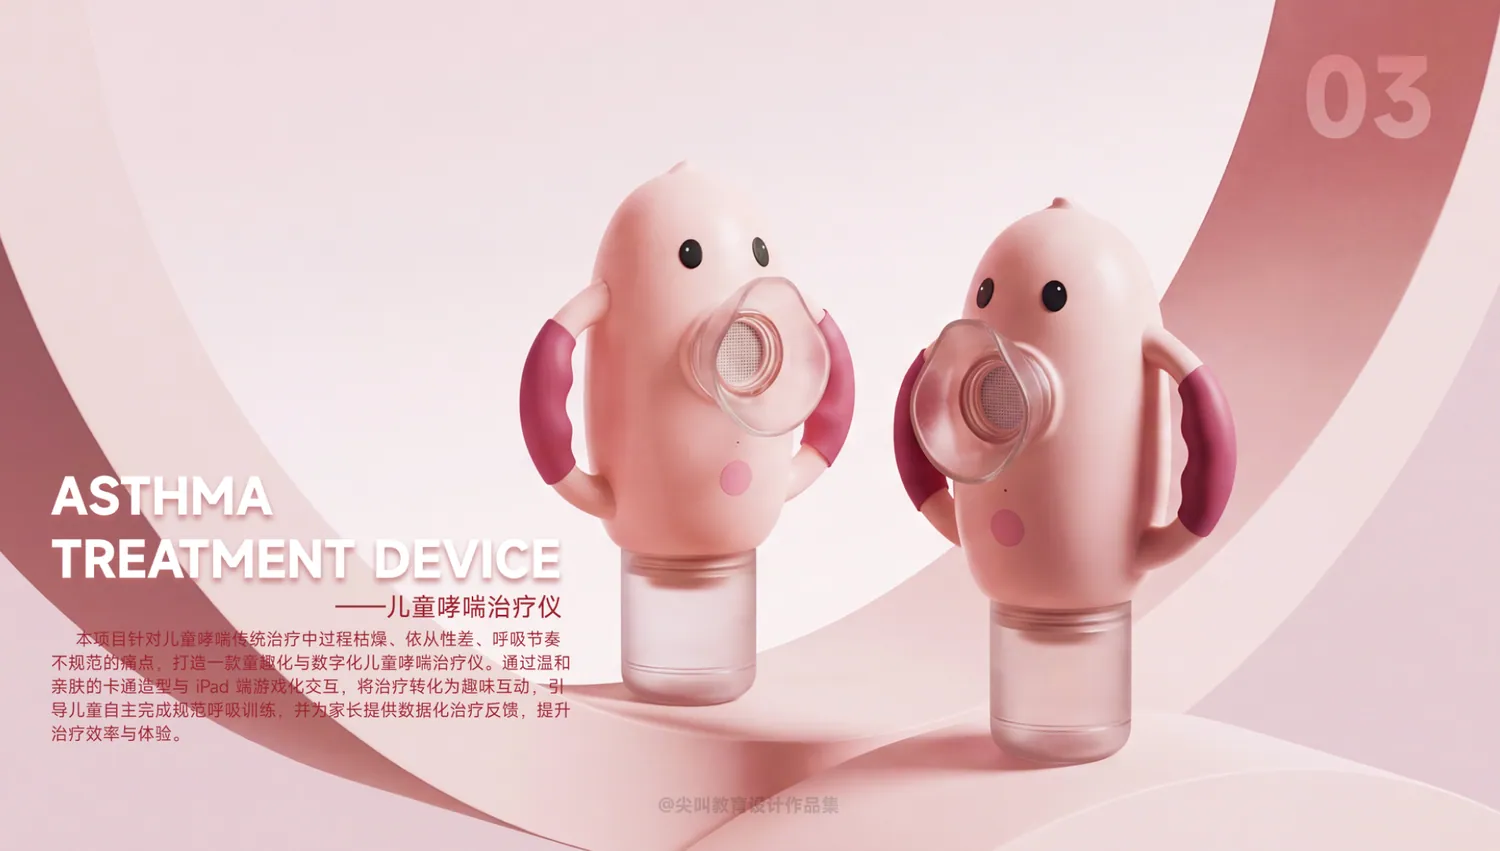 03
ASTHMA
TREATMENT DEVICE
——儿童哮喘治疗仪
本项目针对儿童哮喘传统治疗中过程枯燥、依从性差、呼吸节奏
不规范的痛点，打造一款童趣化与数字化儿童哮喘治疗仪。通过温和
亲肤的卡通造型与 iPad 端游戏化交互，将治疗转化为趣味互动，引
导儿童自主完成规范呼吸训练，并为家长提供数据化治疗反馈，提升
治疗效率与体验。
@尖叫教育设计作品集